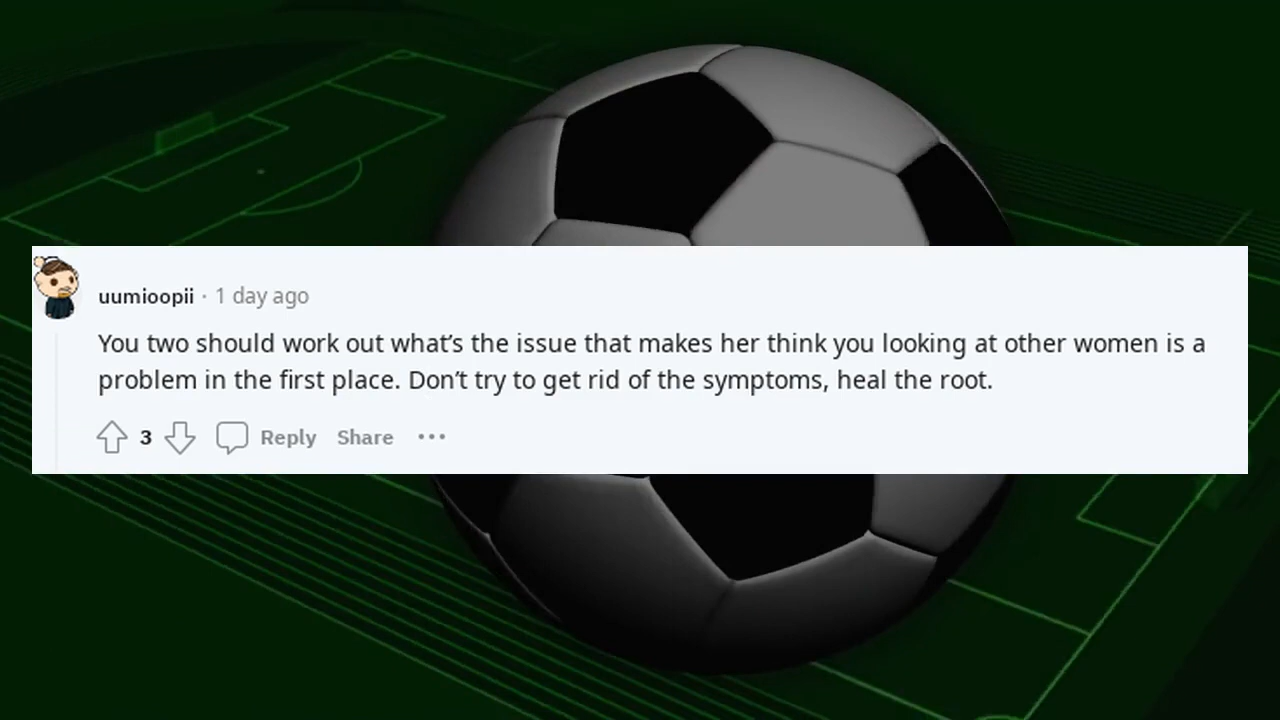 uumioopii · 1 day ago
You two should work out what’s the issue that makes her think you looking at other women is a
problem in the first place. Don’t try to get rid of the symptoms, heal the root.
3 Reply Share ···